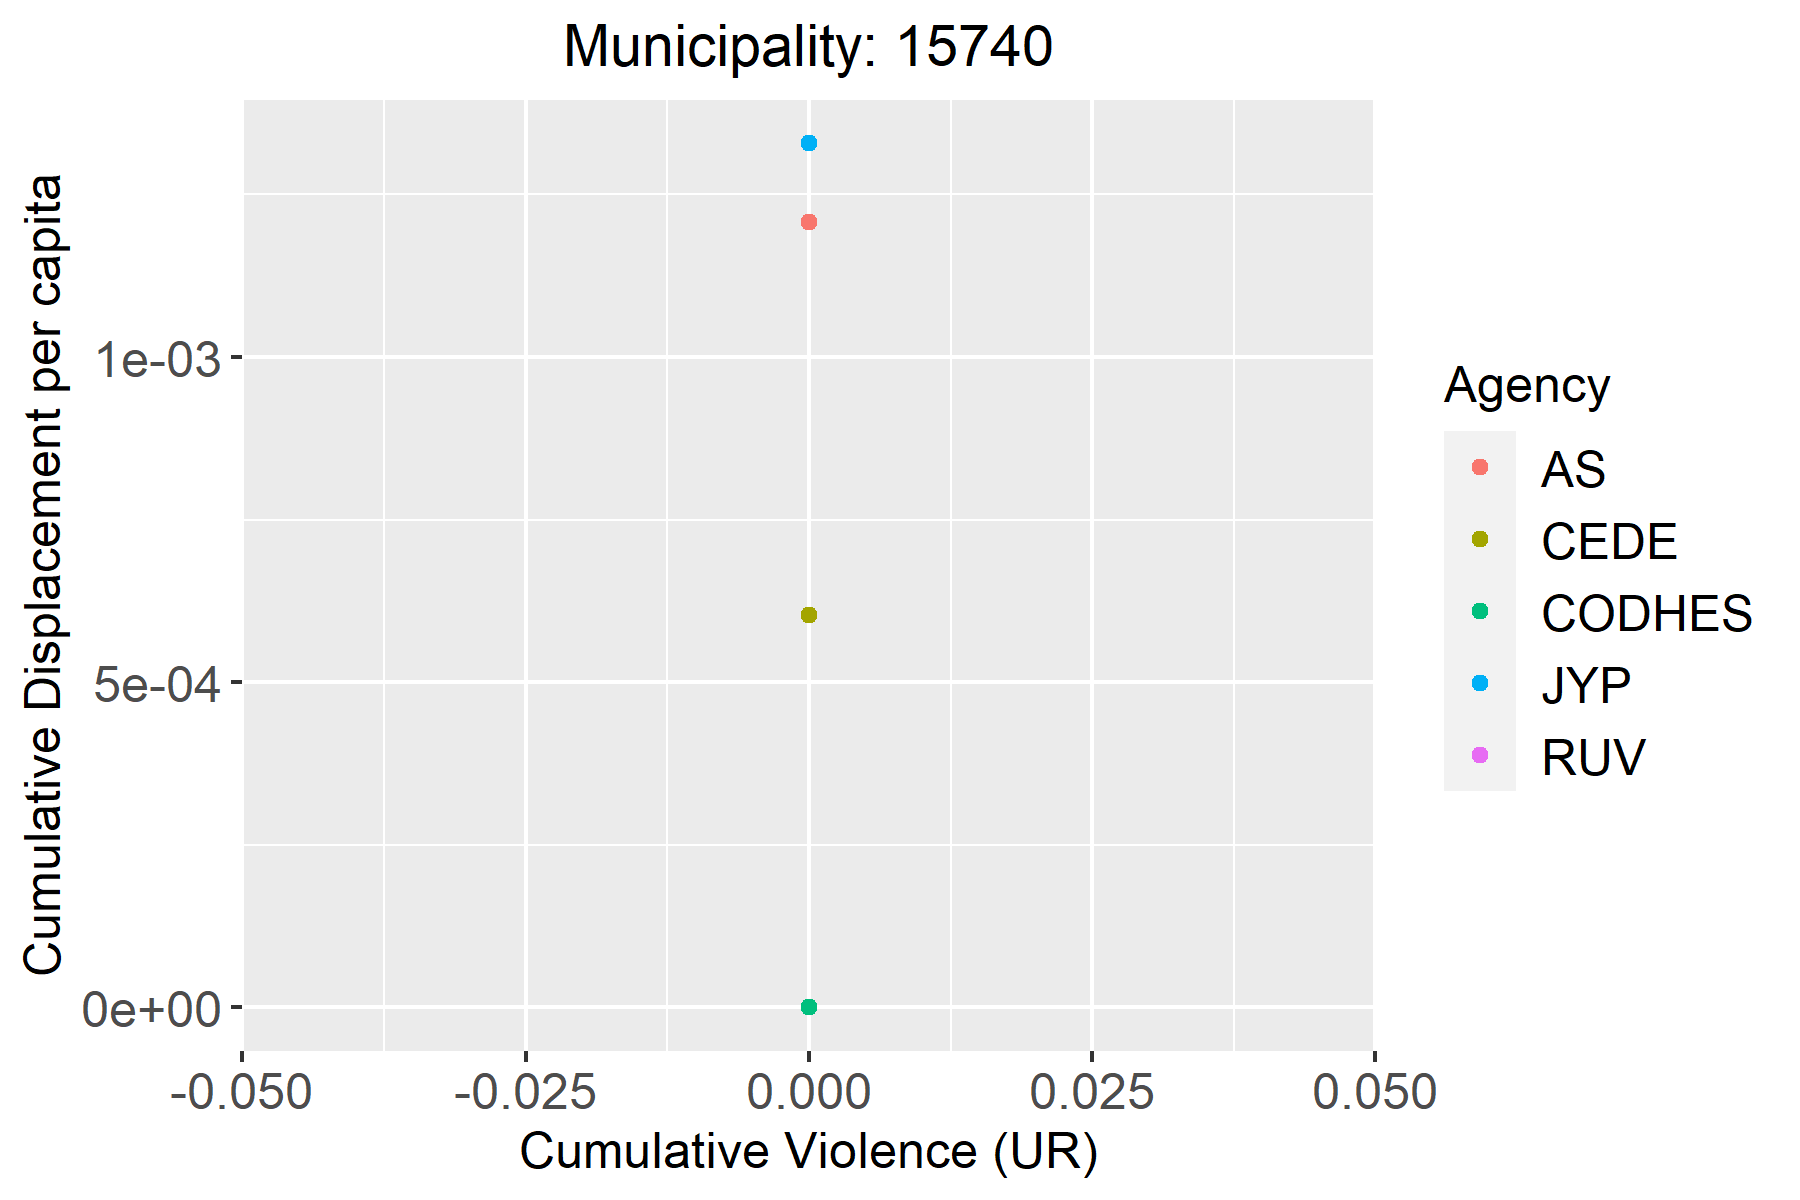 Municipality: 15740
Cumulative Displacement per capita
1e-03
5e-04
0e+00
-0.050
-0.025
0.000
0.025
0.050
Cumulative Violence (UR)
Agency
AS
CEDE
CODHES
JYP
RUV